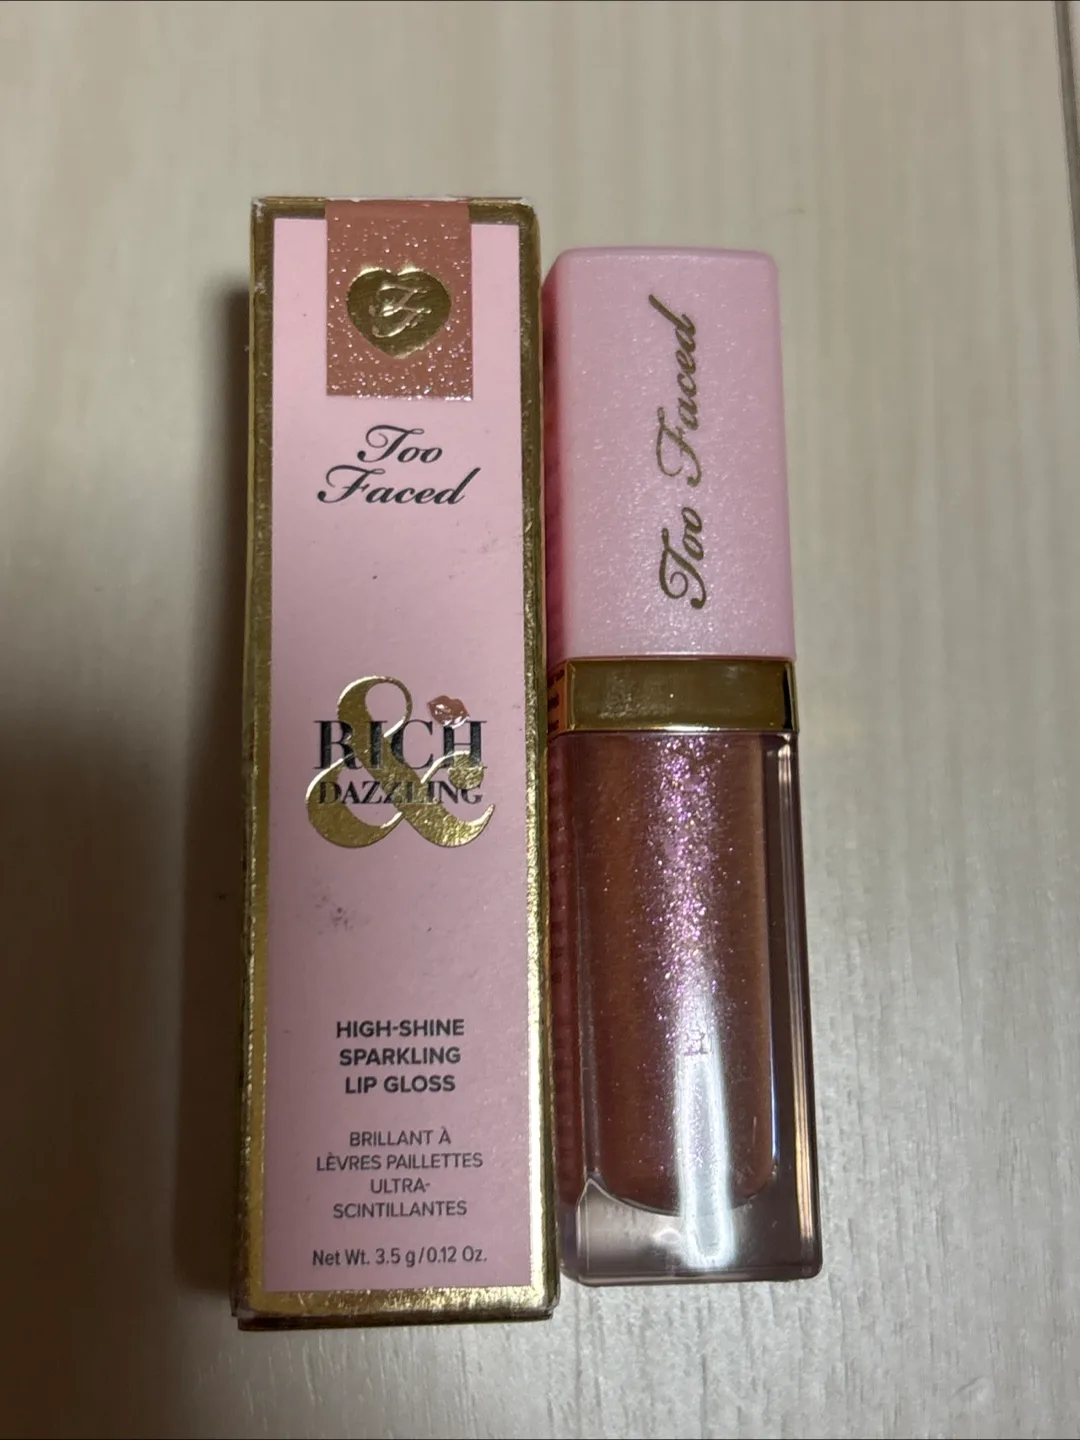 Too
Faced
RICH
&
DAZZLING
HIGH-SHINE
SPARKLING
LIP GLOSS
BRILLANT À
LÈVRES PAILLETTES
ULTRA-
SCINTILLANTES
Net Wt. 3.5 g/0.12 Oz.
Too Faced